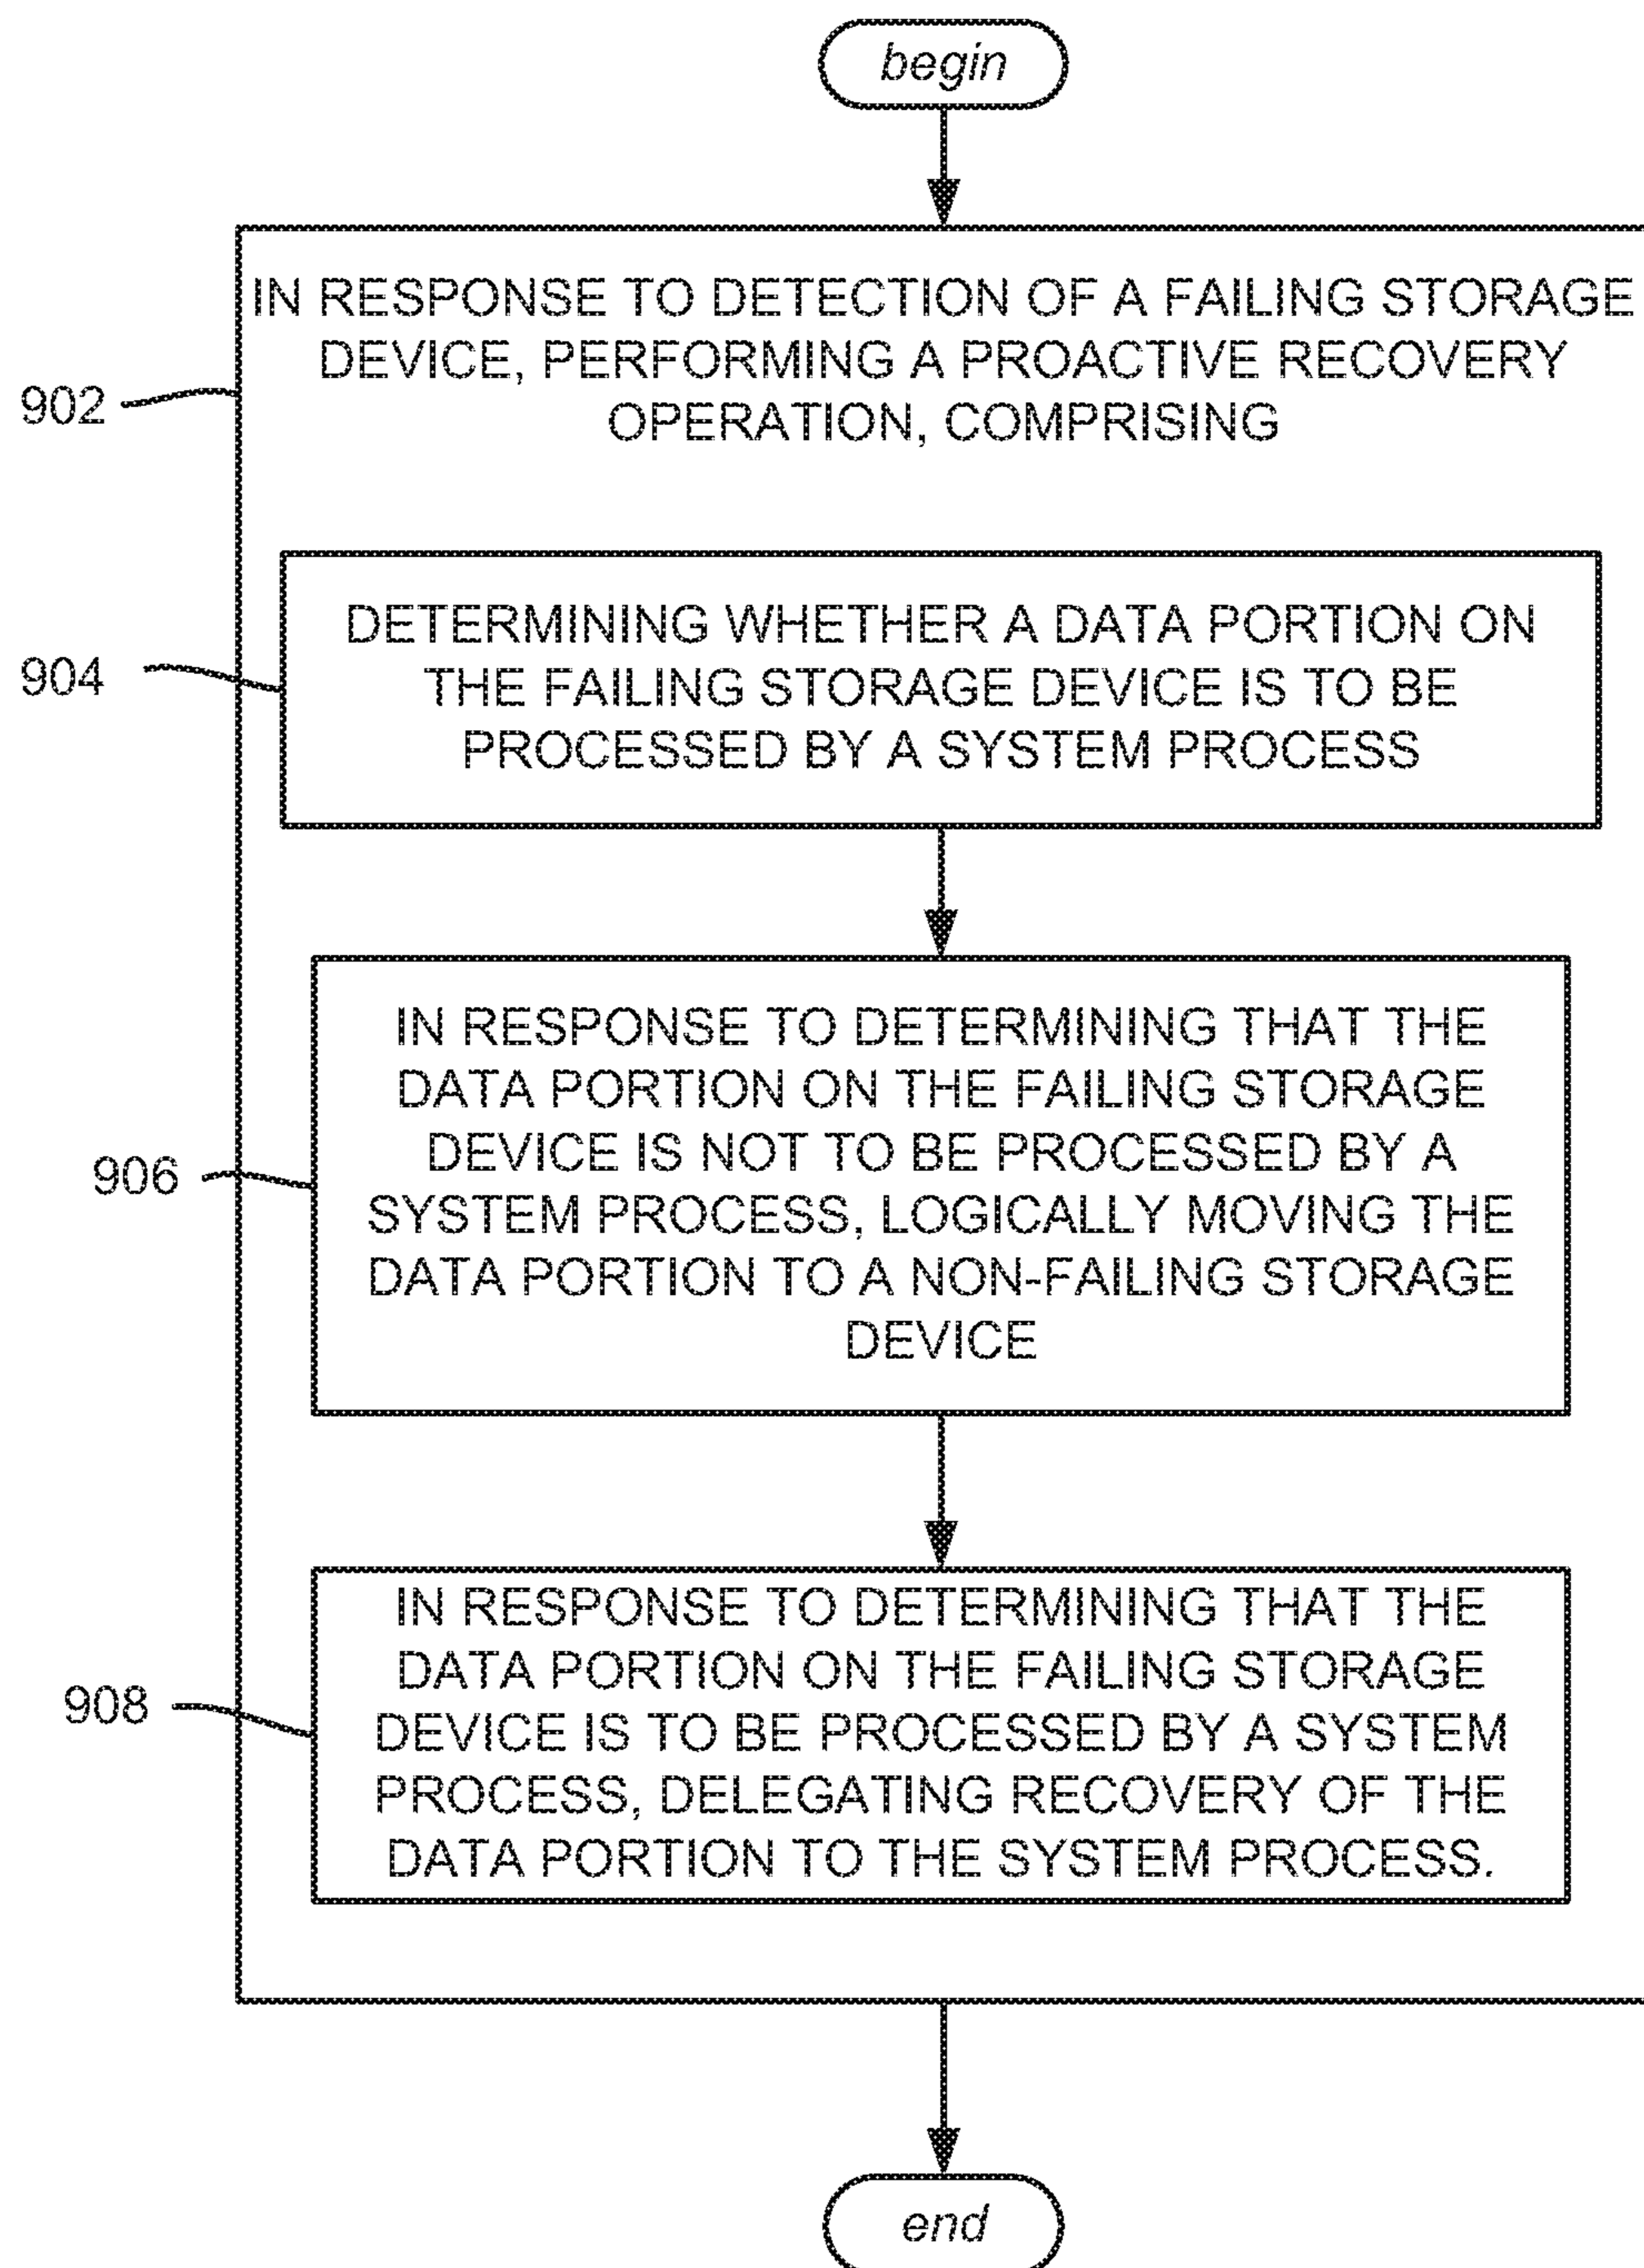 begin
IN RESPONSE TO DETECTION OF A FAILING STORAGE
DEVICE, PERFORMING A PROACTIVE RECOVERY
OPERATION, COMPRISING
902
DETERMINING WHETHER A DATA PORTION ON
THE FAILING STORAGE DEVICE IS TO BE
PROCESSED BY A SYSTEM PROCESS
904
IN RESPONSE TO DETERMINING THAT THE
DATA PORTION ON THE FAILING STORAGE
DEVICE IS NOT TO BE PROCESSED BY A
SYSTEM PROCESS, LOGICALLY MOVING THE
DATA PORTION TO A NON-FAILING STORAGE
DEVICE
906
IN RESPONSE TO DETERMINING THAT THE
DATA PORTION ON THE FAILING STORAGE
DEVICE IS TO BE PROCESSED BY A SYSTEM
PROCESS, DELEGATING RECOVERY OF THE
DATA PORTION TO THE SYSTEM PROCESS.
908
end